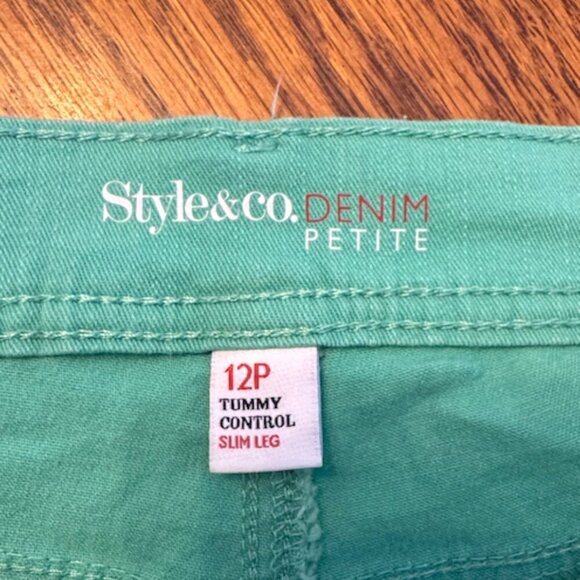 Style&co. DENIM
PETITE
12P
TUMMY
CONTROL
SLIM LEG